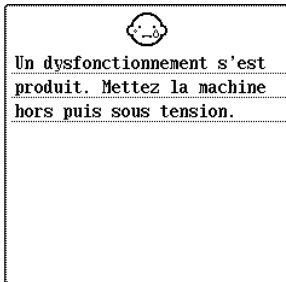 Un dysfonctionnement s'est
produit. Mettez la machine
hors puis sous tension.